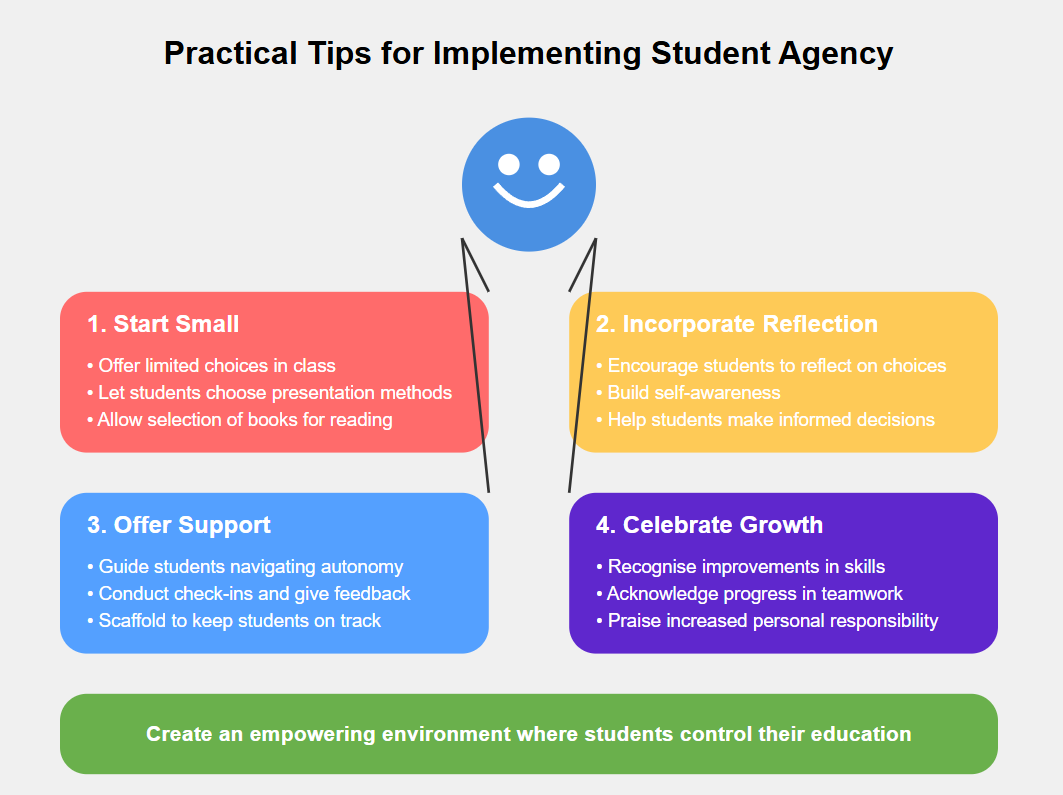 Practical Tips for Implementing Student Agency
1. Start Small
• Offer limited choices in class
• Let students choose presentation methods
• Allow selection of books for reading
2. Incorporate Reflection
• Encourage students to reflect on choices
• Build self-awareness
• Help students make informed decisions
3. Offer Support
• Guide students navigating autonomy
• Conduct check-ins and give feedback
• Scaffold to keep students on track
4. Celebrate Growth
• Recognise improvements in skills
• Acknowledge progress in teamwork
• Praise increased personal responsibility
Create an empowering environment where students control their education